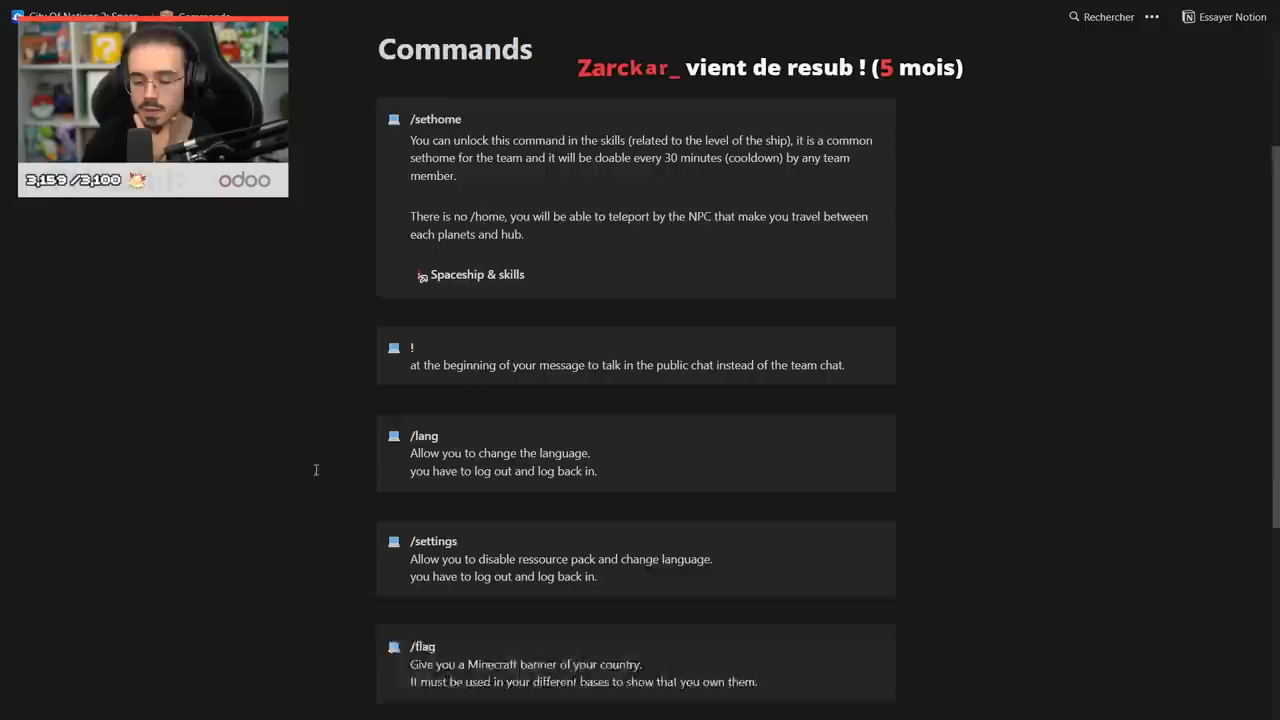 City Of Nations 2: Space
Commands
Rechercher
Essayer Notion
Commands
Zarckar_ vient de resub ! (5 mois)
3,159 /3,100
odoo
/sethome
You can unlock this command in the skills (related to the level of the ship), it is a common
sethome for the team and it will be doable every 30 minutes (cooldown) by any team
member.
There is no /home, you will be able to teleport by the NPC that make you travel between
each planets and hub.
Spaceship & skills
!
at the beginning of your message to talk in the public chat instead of the team chat.
/lang
Allow you to change the language.
you have to log out and log back in.
/settings
Allow you to disable ressource pack and change language.
you have to log out and log back in.
/flag
Give you a Minecraft banner of your country.
It must be used in your different bases to show that you own them.